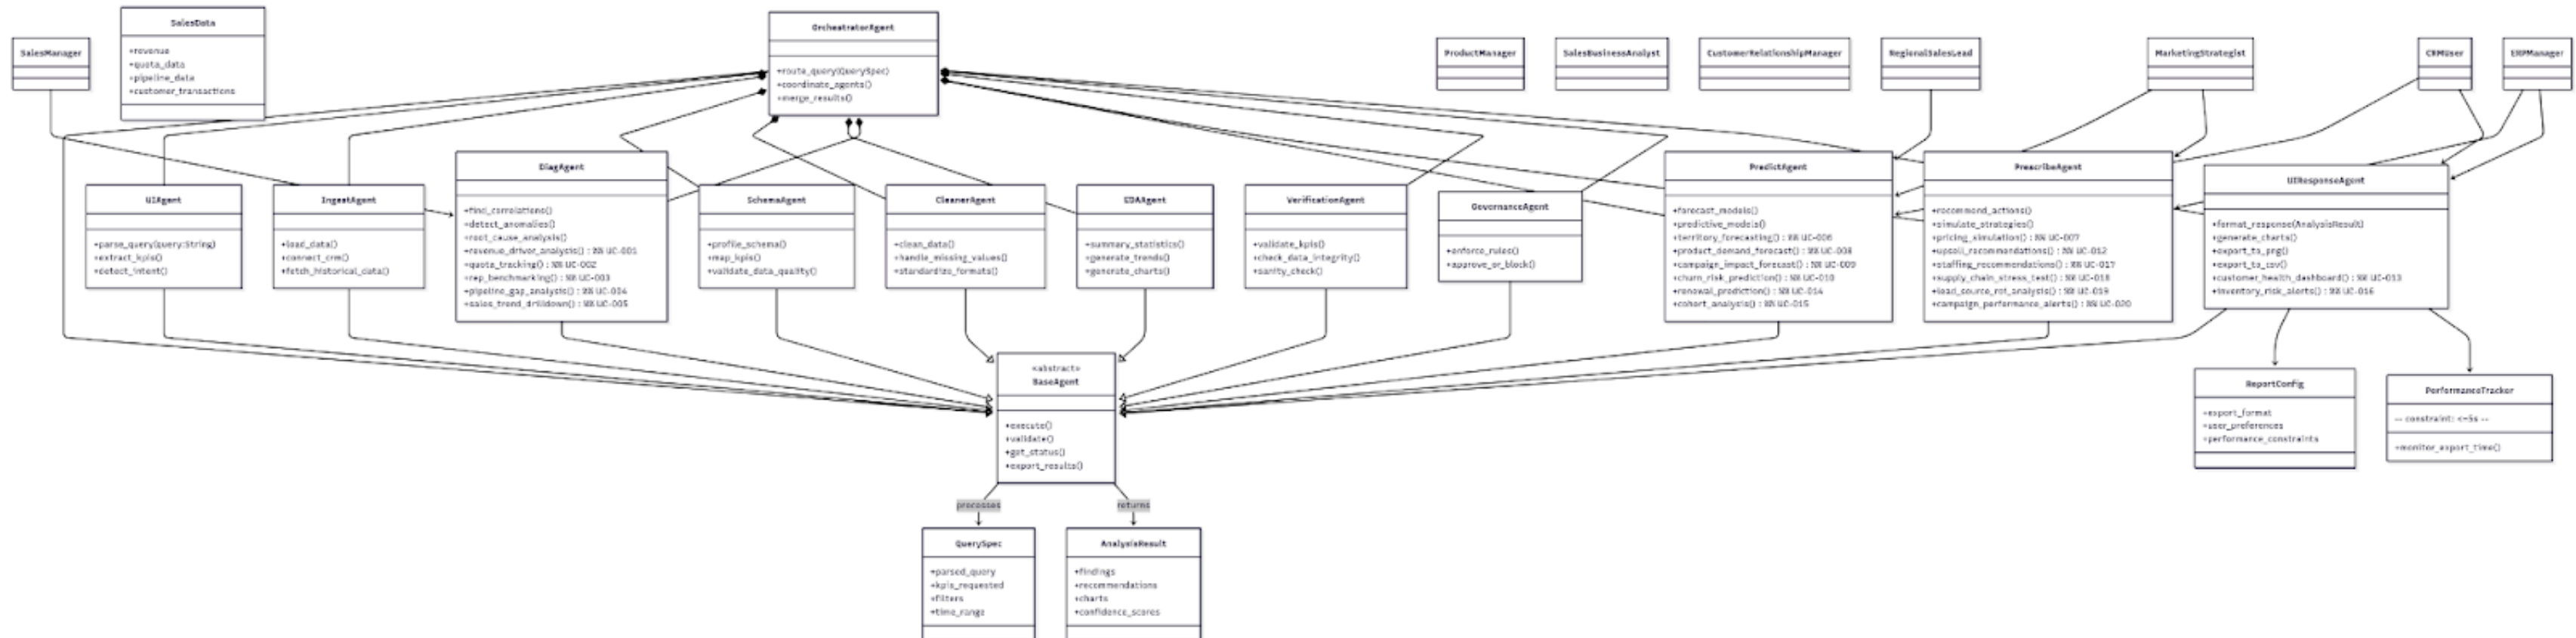 SalesManager
SalesData
+revenue
+quota_data
+pipeline_data
+customer_transactions
OrchestratorAgent
+route_query(QuerySpec)
+coordinate_agents()
+merge_results()
ProductManager
SalesBusinessAnalyst
CustomerRelationshipManager
RegionalSalesLead
MarketingStrategist
CRMUser
ERPManager
UIAgent
+parse_query(query:String)
+extract_kpis()
+detect_intent()
IngestAgent
+load_data()
+connect_crm()
+fetch_historical_data()
DiagAgent
+find_correlations()
+detect_anomalies()
+root_cause_analysis()
+revenue_driver_analysis() : %% UC-001
+quota_tracking() : %% UC-002
+rep_benchmarking() : %% UC-003
+pipeline_gap_analysis() : %% UC-004
+sales_trend_drilldown() : %% UC-005
SchemaAgent
+profile_schema()
+map_kpis()
+validate_data_quality()
CleanerAgent
+clean_data()
+handle_missing_values()
+standardize_formats()
EDAAgent
+summary_statistics()
+generate_trends()
+generate_charts()
VerificationAgent
+validate_kpis()
+check_data_integrity()
+sanity_check()
GovernanceAgent
+enforce_rules()
+approve_or_block()
PredictAgent
+forecast_models()
+predictive_models()
+territory_forecasting() : %% UC-006
+product_demand_forecast() : %% UC-008
+campaign_impact_forecast() : %% UC-009
+churn_risk_prediction() : %% UC-010
+renewal_prediction() : %% UC-014
+cohort_analysis() : %% UC-015
PrescribeAgent
+recommend_actions()
+simulate_strategies()
+pricing_simulation() : %% UC-007
+upsell_recommendations() : %% UC-012
+staffing_recommendations() : %% UC-017
+supply_chain_stress_test() : %% UC-018
+lead_source_roi_analysis() : %% UC-019
+campaign_performance_alerts() : %% UC-020
UIResponseAgent
+format_response(AnalysisResult)
+generate_charts()
+export_to_png()
+export_to_csv()
+customer_health_dashboard() : %% UC-013
+inventory_risk_alerts() : %% UC-016
«abstract»
BaseAgent
+execute()
+validate()
+get_status()
+export_results()
ReportConfig
+export_format
+user_preferences
+performance_constraints
PerformanceTracker
-- constraint: <=5s --
+monitor_export_time()
processes
returns
QuerySpec
+parsed_query
+kpis_requested
+filters
+time_range
AnalysisResult
+findings
+recommendations
+charts
+confidence_scores